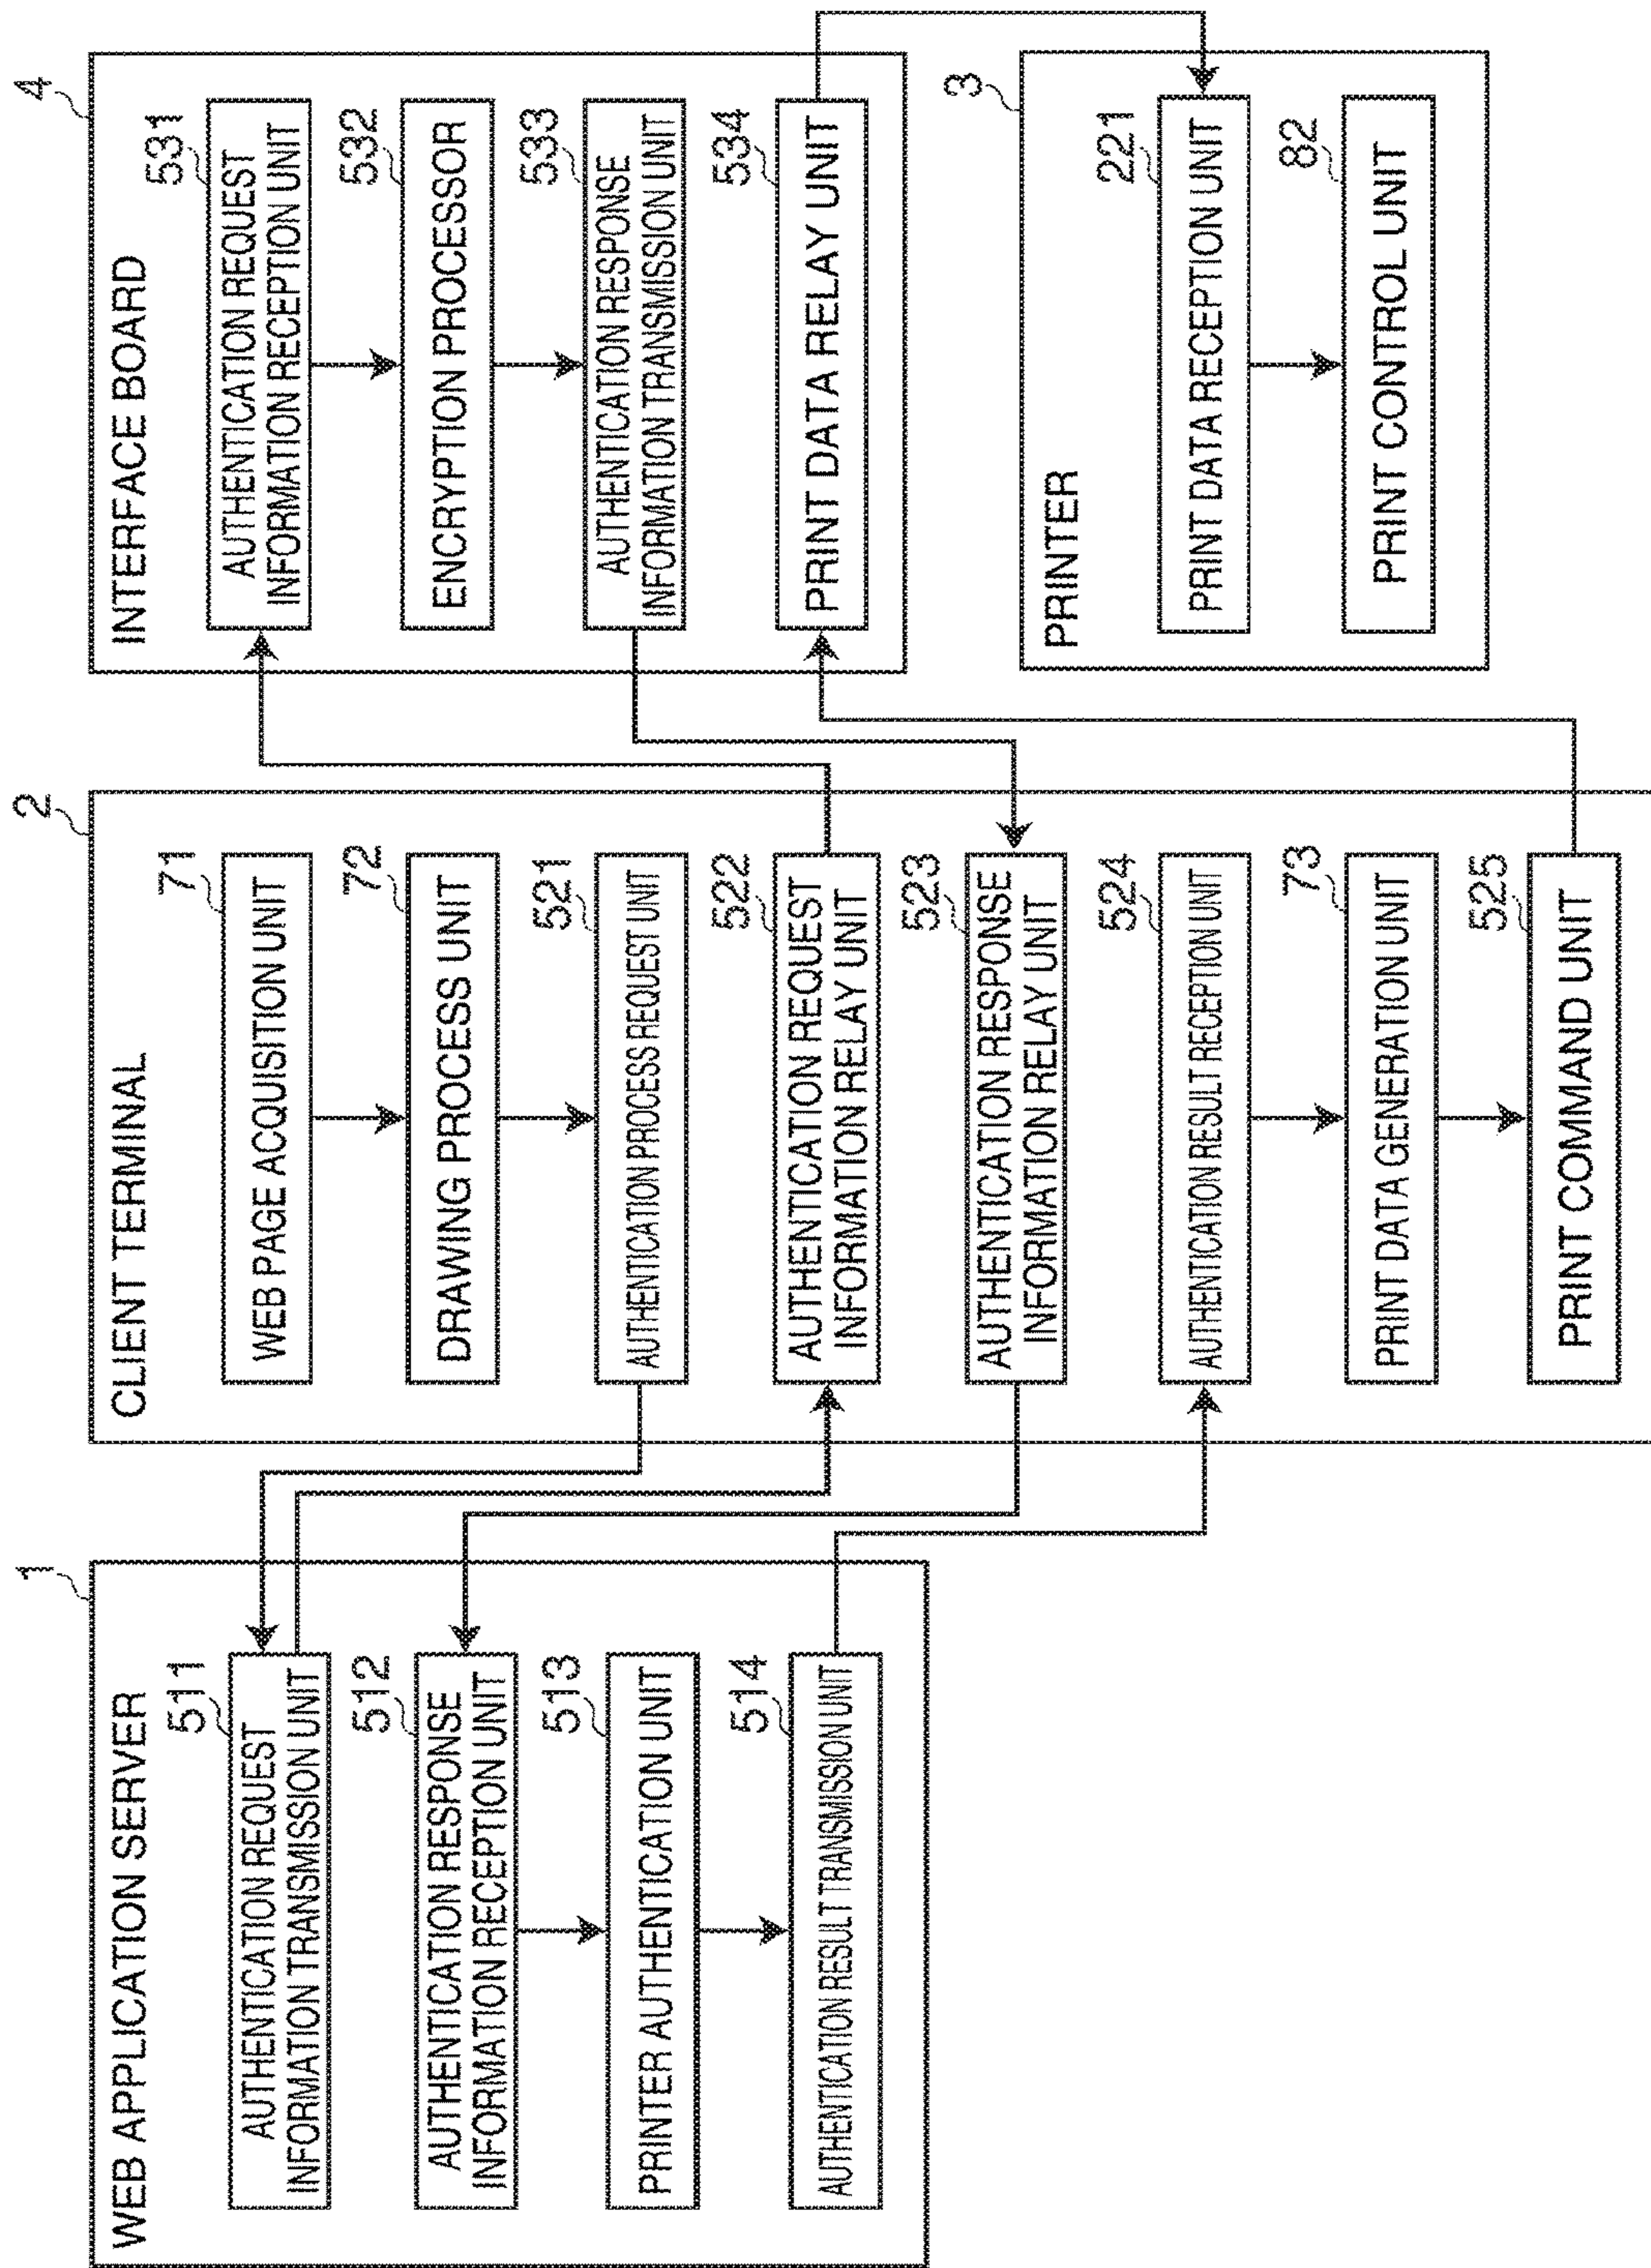 WEB APPLICATION SERVER
1
511
AUTHENTICATION REQUEST
INFORMATION TRANSMISSION UNIT
512
AUTHENTICATION RESPONSE
INFORMATION RECEPTION UNIT
513
PRINTER AUTHENTICATION UNIT
514
AUTHENTICATION RESULT TRANSMISSION UNIT
CLIENT TERMINAL
2
71
WEB PAGE ACQUISITION UNIT
72
DRAWING PROCESS UNIT
521
AUTHENTICATION PROCESS REQUEST UNIT
522
AUTHENTICATION REQUEST
INFORMATION RELAY UNIT
523
AUTHENTICATION RESPONSE
INFORMATION RELAY UNIT
524
AUTHENTICATION RESULT RECEPTION UNIT
73
PRINT DATA GENERATION UNIT
525
PRINT COMMAND UNIT
INTERFACE BOARD
4
531
AUTHENTICATION REQUEST
INFORMATION RECEPTION UNIT
532
ENCRYPTION PROCESSOR
533
AUTHENTICATION RESPONSE
INFORMATION TRANSMISSION UNIT
534
PRINT DATA RELAY UNIT
PRINTER
3
221
PRINT DATA RECEPTION UNIT
82
PRINT CONTROL UNIT